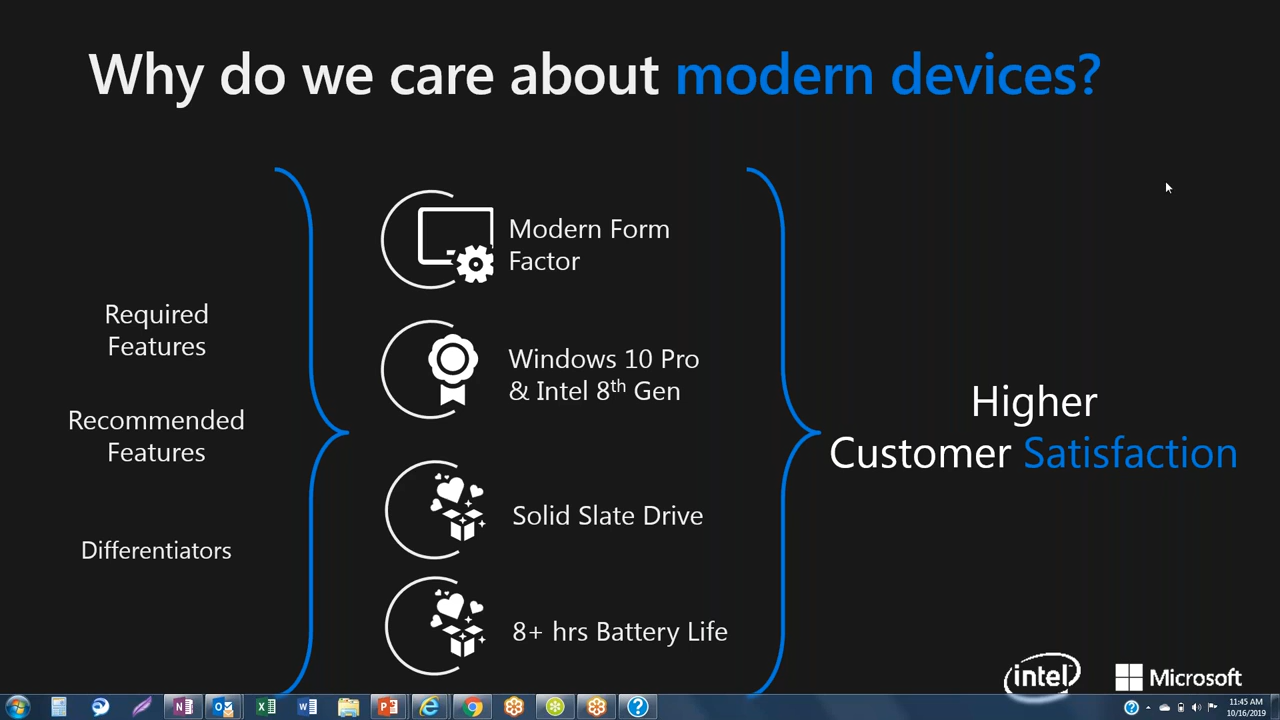 Why do we care about modern devices?
Required
Features
Recommended
Features
Differentiators
Modern Form
Factor
Windows 10 Pro
& Intel 8th Gen
Solid Slate Drive
8+ hrs Battery Life
Higher
Customer Satisfaction
intel
Microsoft
11:45 AM
10/16/2019